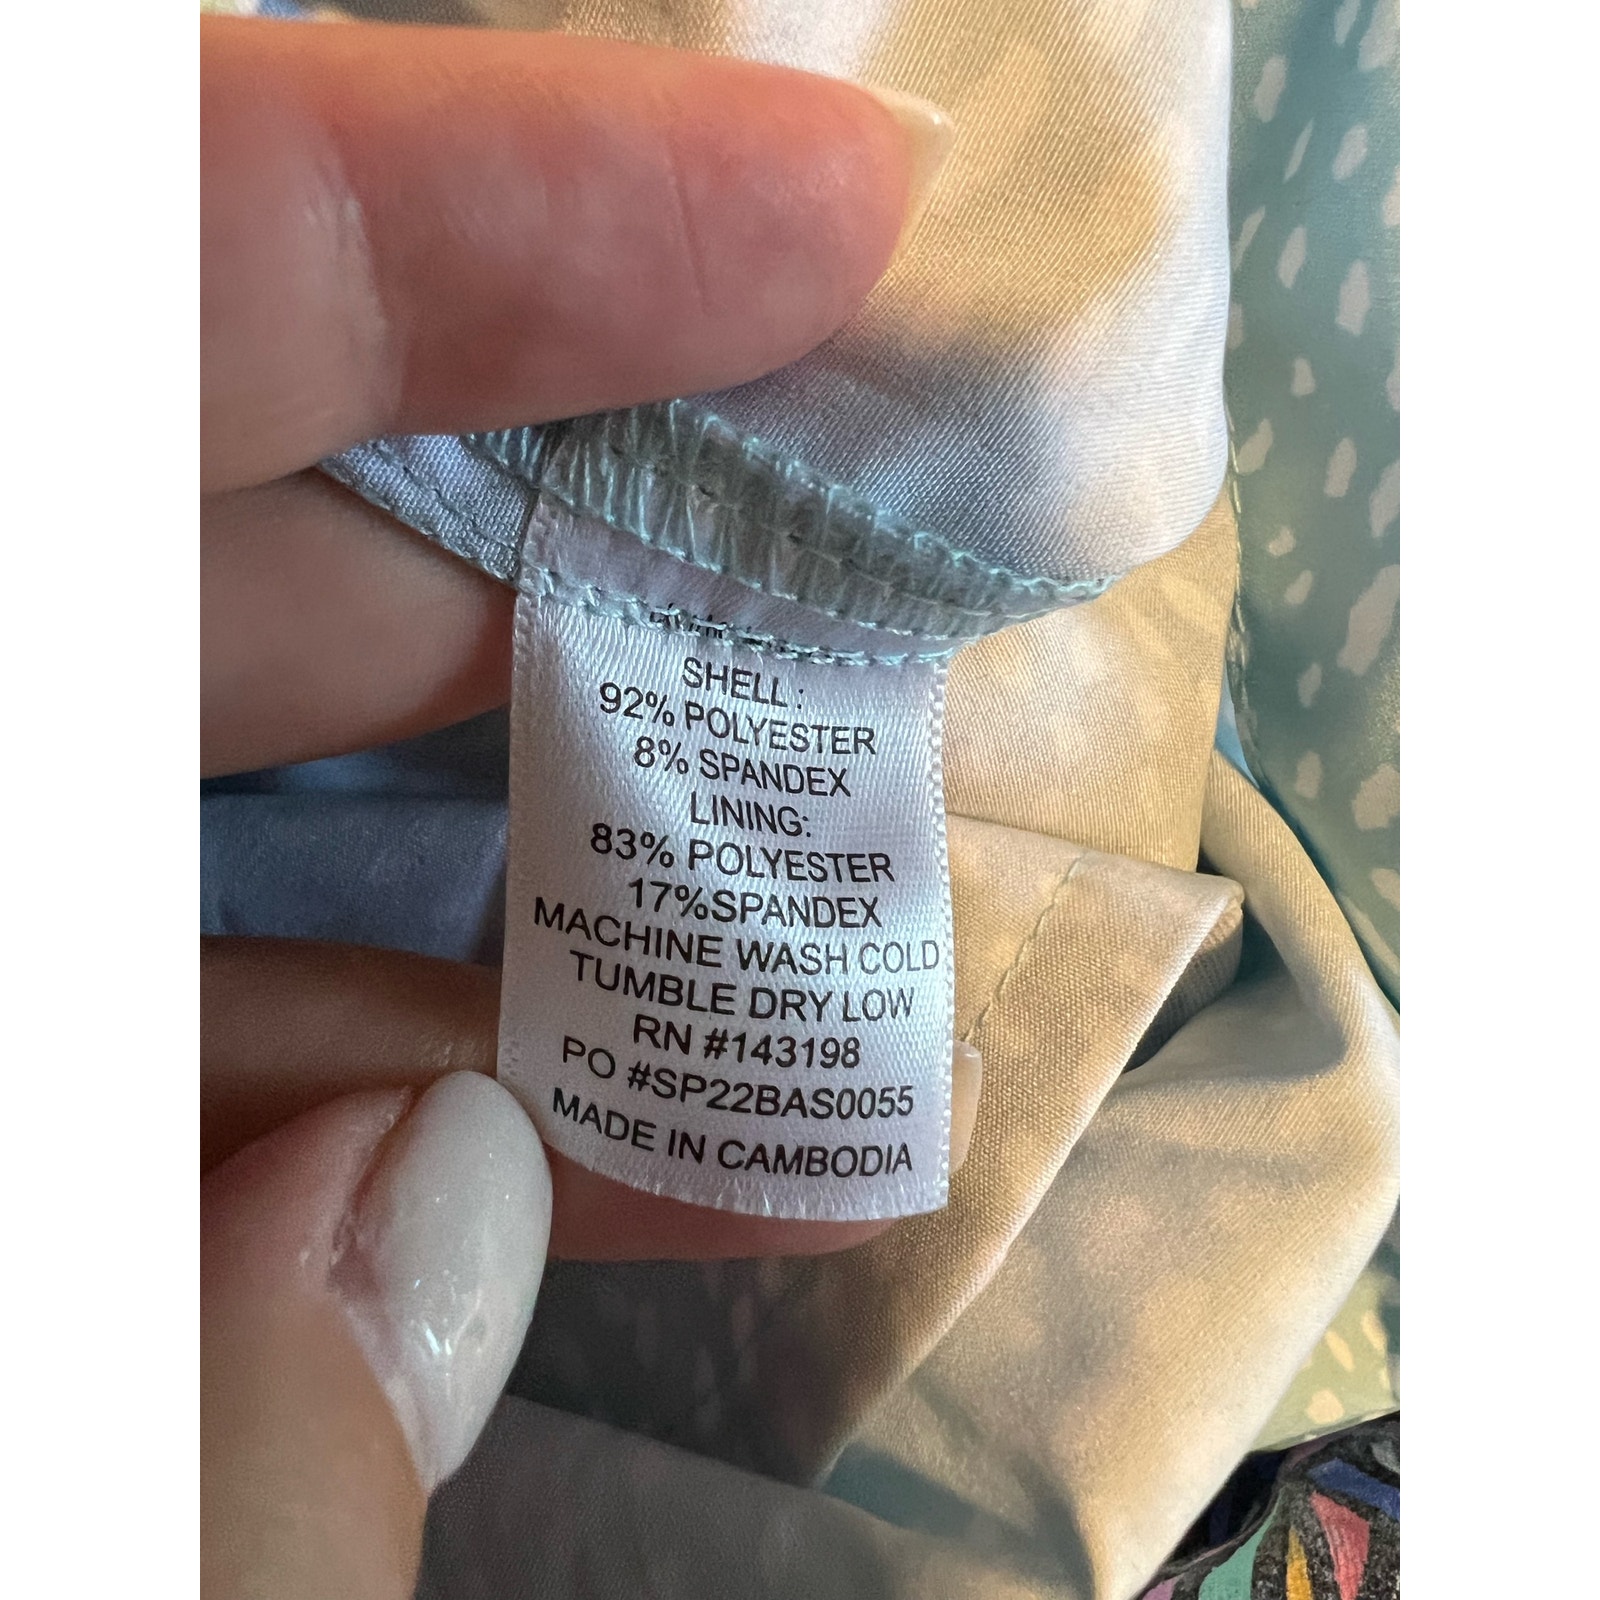 SHELL :
92% POLYESTER
8% SPANDEX
LINING:
83% POLYESTER
17%SPANDEX
MACHINE WASH COLD
TUMBLE DRY LOW
RN #143198
PO #SP22BAS0055
MADE IN CAMBODIA